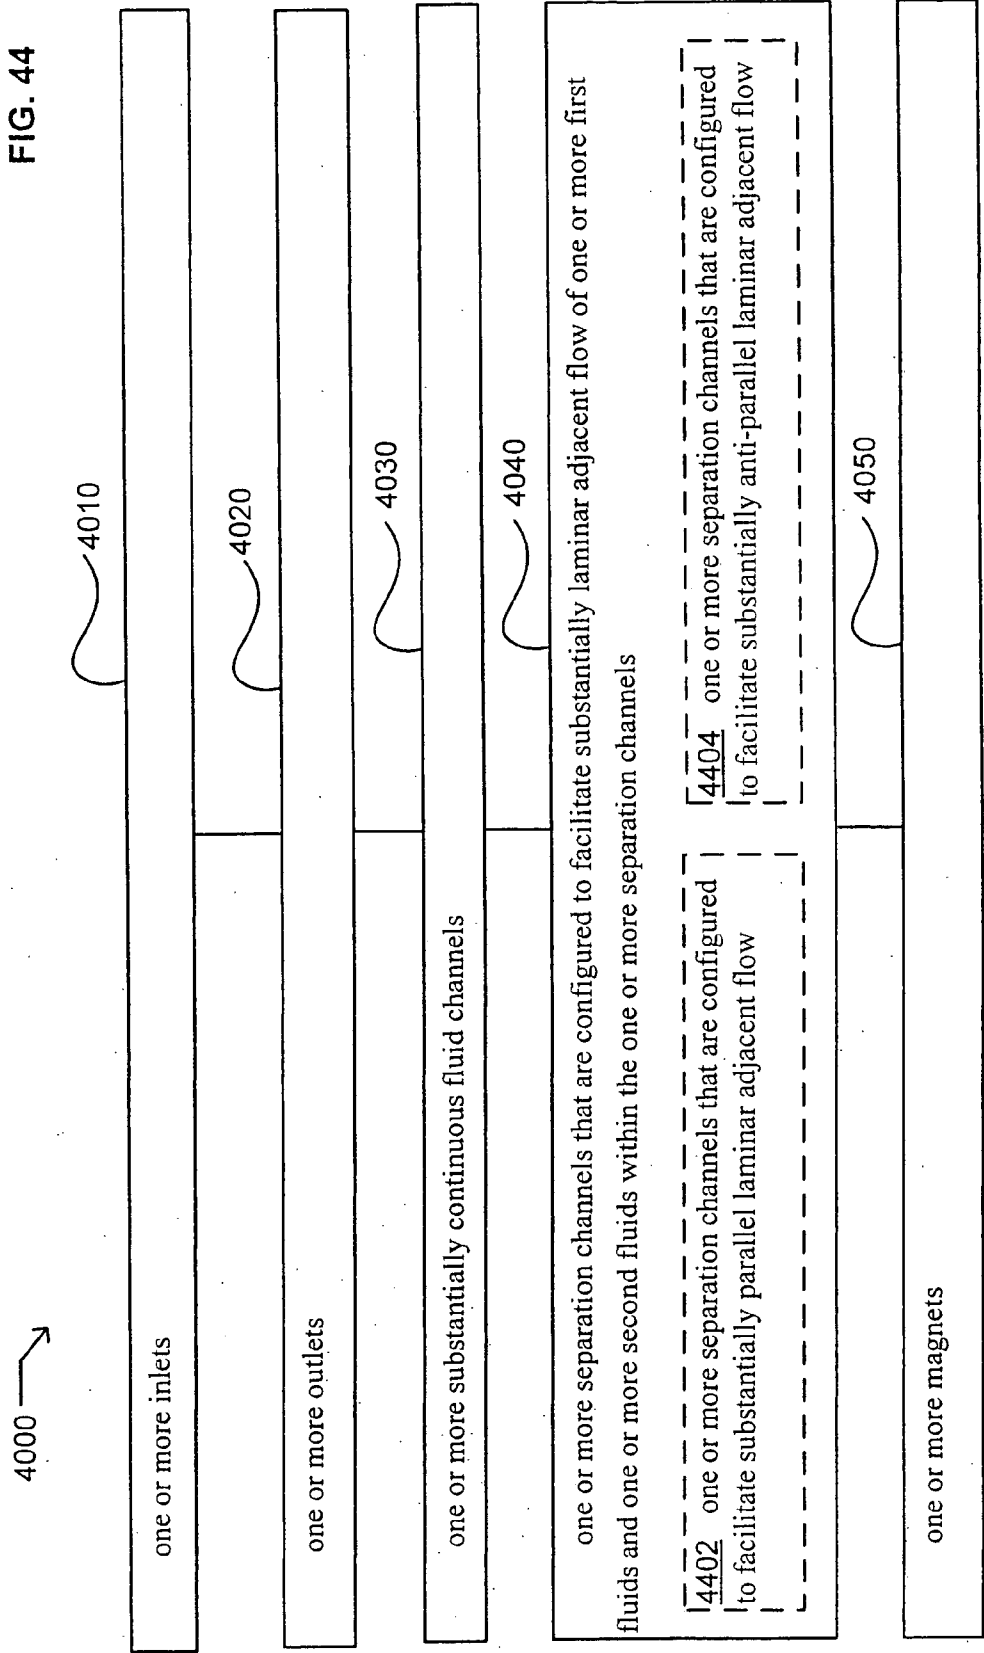 FIG. 44
4000
4010
one or more inlets
4020
one or more outlets
4030
one or more substantially continuous fluid channels
4040
one or more separation channels that are configured to facilitate substantially laminar adjacent flow of one or more first
fluids and one or more second fluids within the one or more separation channels
4402 one or more separation channels that are configured
to facilitate substantially parallel laminar adjacent flow
4404 one or more separation channels that are configured
to facilitate substantially anti-parallel laminar adjacent flow
4050
one or more magnets